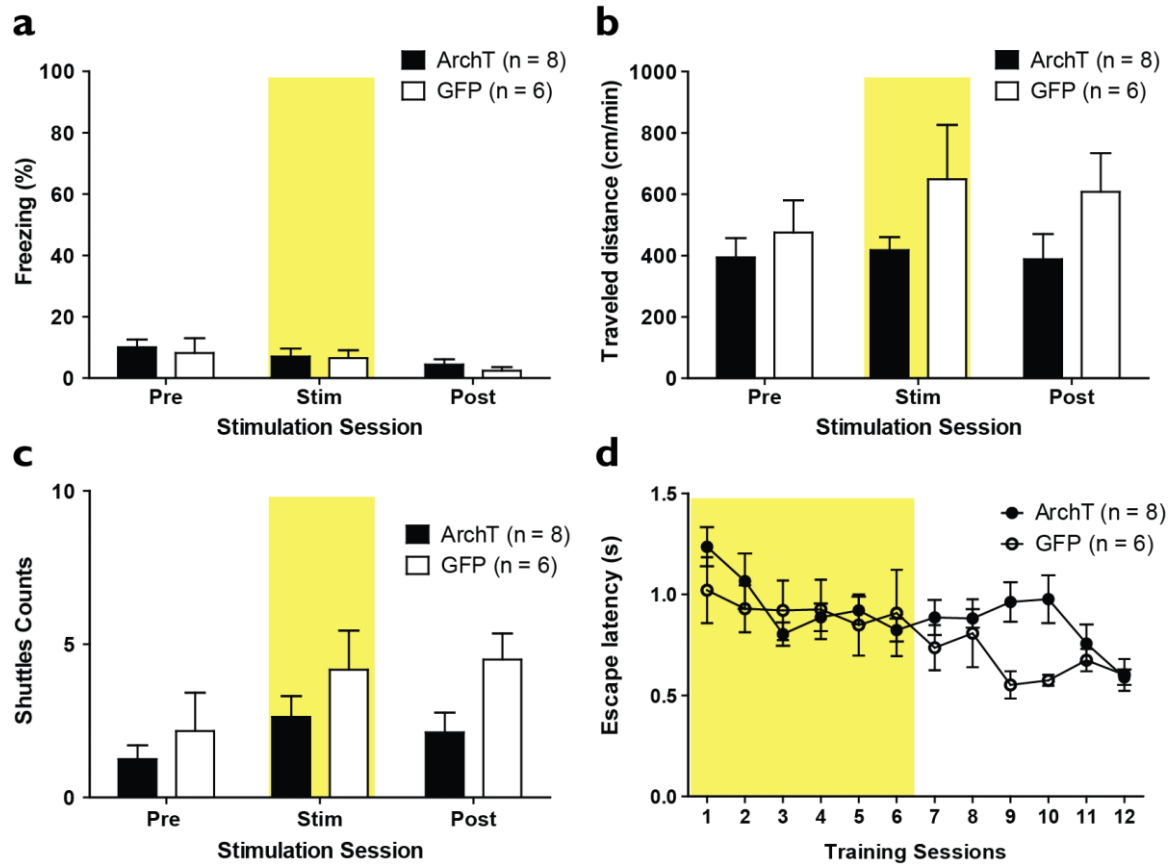 a
ArchT (n = 8)
GFP (n = 6)
100
80
60
40
20
0
Freezing (%)
Pre Stim Post
Stimulation Session
b
ArchT (n = 8)
GFP (n = 6)
1000
800
600
400
200
0
Traveled distance (cm/min)
Pre Stim Post
Stimulation Session
c
ArchT (n = 8)
GFP (n = 6)
10
5
0
Shuttles Counts
Pre Stim Post
Stimulation Session
d
ArchT (n = 8)
GFP (n = 6)
1.5
1.0
0.5
0.0
Escape latency (s)
1 2 3 4 5 6 7 8 9 10 11 12
Training Sessions